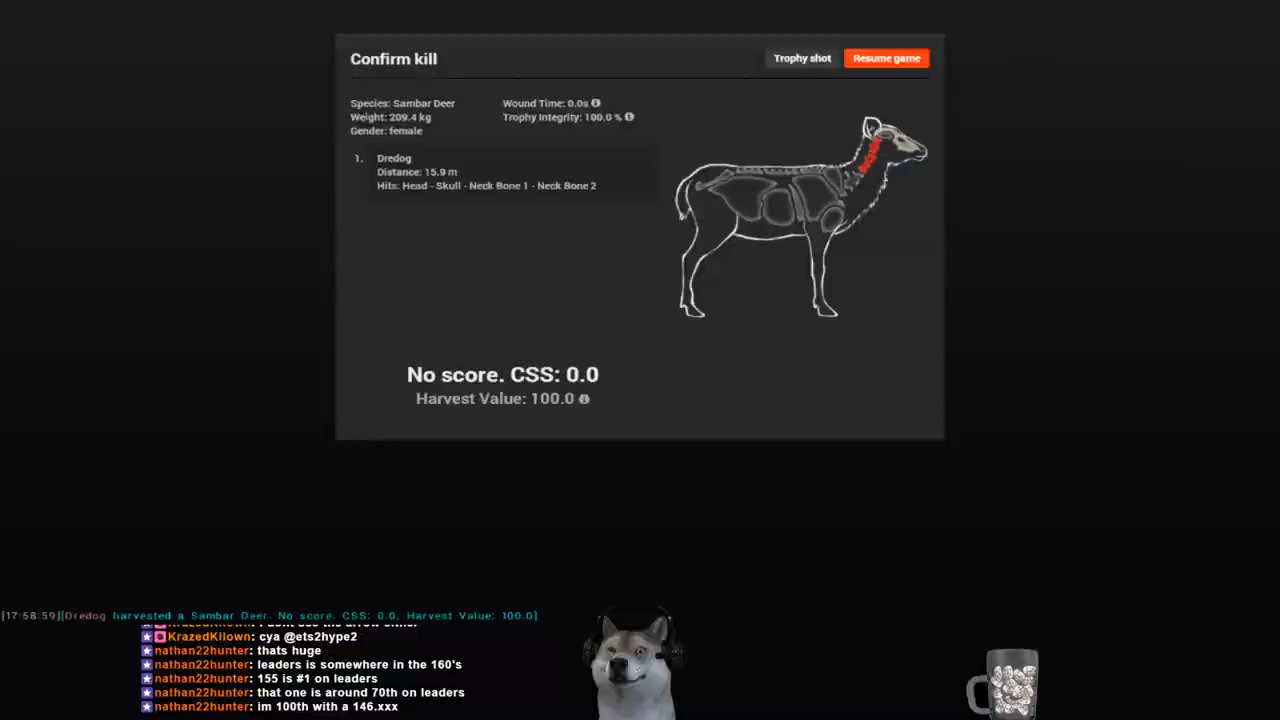 Confirm kill
Trophy shot
Resume game
Species: Sambar Deer
Weight: 209.4 kg
Gender: female
Wound Time: 0.0s
Trophy Integrity: 100.0 %
1.
Dredog
Distance: 15.9 m
Hits: Head - Skull - Neck Bone 1 - Neck Bone 2
No score. CSS: 0.0
Harvest Value: 100.0
[17:58:59][Dredog harvested a Sambar Deer. No score. CSS: 0.0, Harvest Value: 100.0]
KrazedKllown: cya @ets2hype2
nathan22hunter: thats huge
nathan22hunter: leaders is somewhere in the 160's
nathan22hunter: 155 is #1 on leaders
nathan22hunter: that one is around 70th on leaders
nathan22hunter: im 100th with a 146.xxx